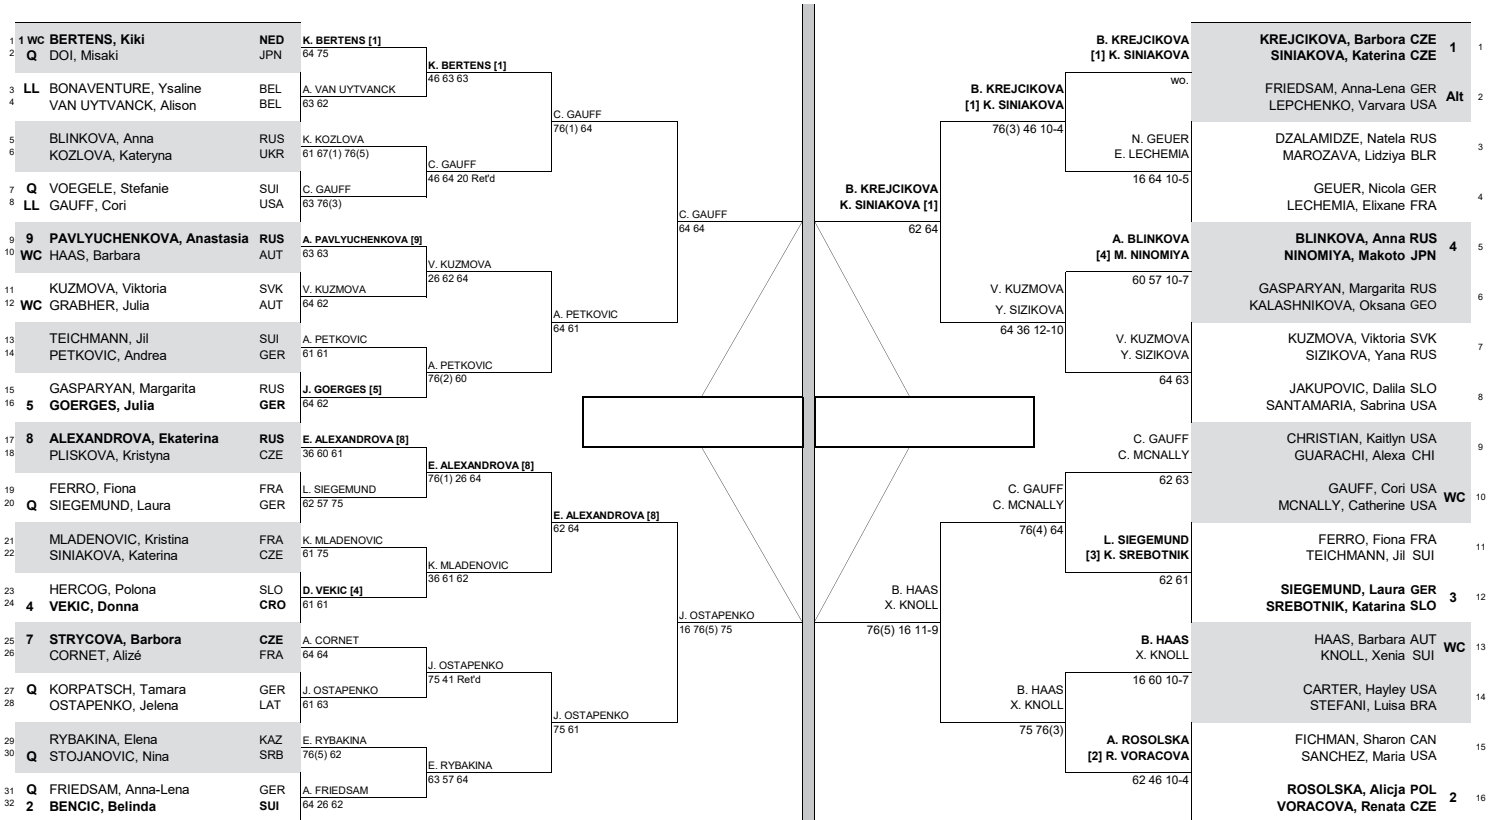 1 1 WC BERTENS, Kiki NED
2 Q DOI, Misaki JPN
3 LL BONAVENTURE, Ysaline BEL
4 VAN UYTVANCK, Alison BEL
5 BLINKOVA, Anna RUS
6 KOZLOVA, Kateryna UKR
7 Q VOEGELE, Stefanie SUI
8 LL GAUFF, Cori USA
9 9 PAVLYUCHENKOVA, Anastasia RUS
10 WC HAAS, Barbara AUT
11 KUZMOVA, Viktoria SVK
12 WC GRABHER, Julia AUT
13 TEICHMANN, Jil SUI
14 PETKOVIC, Andrea GER
15 GASPARYAN, Margarita RUS
16 5 GOERGES, Julia GER
17 8 ALEXANDROVA, Ekaterina RUS
18 PLISKOVA, Kristyna CZE
19 FERRO, Fiona FRA
20 Q SIEGEMUND, Laura GER
21 MLADENOVIC, Kristina FRA
22 SINIAKOVA, Katerina CZE
23 HERCOG, Polona SLO
24 4 VEKIC, Donna CRO
25 7 STRYCOVA, Barbora CZE
26 CORNET, Alizé FRA
27 Q KORPATSCH, Tamara GER
28 OSTAPENKO, Jelena LAT
29 RYBAKINA, Elena KAZ
30 Q STOJANOVIC, Nina SRB
31 Q FRIEDSAM, Anna-Lena GER
32 2 BENCIC, Belinda SUI
K. BERTENS [1]
64 75
A. VAN UYTVANCK
63 62
K. KOZLOVA
61 67(1) 76(5)
C. GAUFF
63 76(3)
A. PAVLYUCHENKOVA [9]
63 63
V. KUZMOVA
64 62
A. PETKOVIC
61 61
J. GOERGES [5]
64 62
E. ALEXANDROVA [8]
36 60 61
L. SIEGEMUND
62 57 75
K. MLADENOVIC
61 75
D. VEKIC [4]
61 61
A. CORNET
64 64
J. OSTAPENKO
61 63
E. RYBAKINA
76(5) 62
A. FRIEDSAM
64 26 62
K. BERTENS [1]
46 63 63
C. GAUFF
46 64 20 Ret'd
V. KUZMOVA
26 62 64
A. PETKOVIC
76(2) 60
E. ALEXANDROVA [8]
76(1) 26 64
K. MLADENOVIC
36 61 62
J. OSTAPENKO
75 41 Ret'd
E. RYBAKINA
63 57 64
C. GAUFF
76(1) 64
A. PETKOVIC
64 61
E. ALEXANDROVA [8]
62 64
J. OSTAPENKO
75 61
C. GAUFF
64 64
J. OSTAPENKO
16 76(5) 75
B. KREJCIKOVA
K. SINIAKOVA [1]
62 64
B. HAAS
X. KNOLL
76(5) 16 11-9
B. KREJCIKOVA
[1] K. SINIAKOVA
76(3) 46 10-4
V. KUZMOVA
Y. SIZIKOVA
64 36 12-10
C. GAUFF
C. MCNALLY
76(4) 64
B. HAAS
X. KNOLL
75 76(3)
B. KREJCIKOVA
[1] K. SINIAKOVA
wo.
N. GEUER
E. LECHEMIA
16 64 10-5
A. BLINKOVA
[4] M. NINOMIYA
60 57 10-7
V. KUZMOVA
Y. SIZIKOVA
64 63
C. GAUFF
C. MCNALLY
62 63
L. SIEGEMUND
[3] K. SREBOTNIK
62 61
B. HAAS
X. KNOLL
16 60 10-7
A. ROSOLSKA
[2] R. VORACOVA
62 46 10-4
KREJCIKOVA, Barbora CZE
SINIAKOVA, Katerina CZE
1 1
FRIEDSAM, Anna-Lena GER
LEPCHENKO, Varvara USA
Alt 2
DZALAMIDZE, Natela RUS
MAROZAVA, Lidziya BLR
3
GEUER, Nicola GER
LECHEMIA, Elixane FRA
4
BLINKOVA, Anna RUS
NINOMIYA, Makoto JPN
4 5
GASPARYAN, Margarita RUS
KALASHNIKOVA, Oksana GEO
6
KUZMOVA, Viktoria SVK
SIZIKOVA, Yana RUS
7
JAKUPOVIC, Dalila SLO
SANTAMARIA, Sabrina USA
8
CHRISTIAN, Kaitlyn USA
GUARACHI, Alexa CHI
9
GAUFF, Cori USA
MCNALLY, Catherine USA
WC 10
FERRO, Fiona FRA
TEICHMANN, Jil SUI
11
SIEGEMUND, Laura GER
SREBOTNIK, Katarina SLO
3 12
HAAS, Barbara AUT
KNOLL, Xenia SUI
WC 13
CARTER, Hayley USA
STEFANI, Luisa BRA
14
FICHMAN, Sharon CAN
SANCHEZ, Maria USA
15
ROSOLSKA, Alicja POL
VORACOVA, Renata CZE
2 16